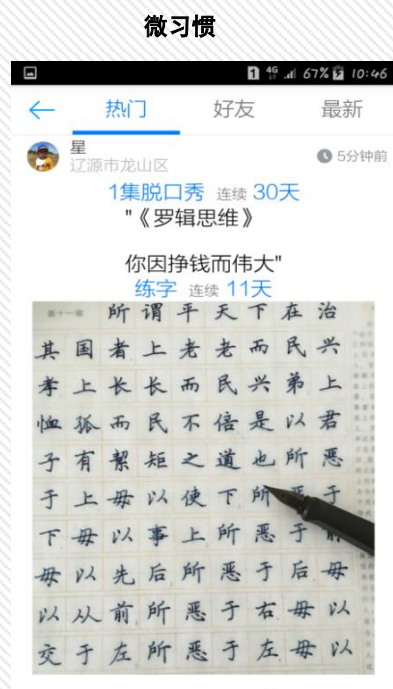 微习惯
1 4G 67% 10:46
热门 好友 最新
星
辽源市龙山区
5分钟前
1集脱口秀 连续 30天
"《罗辑思维》
你因挣钱而伟大"
练字 连续 11天
第十一章
所谓平天下在治
其国者上老老而民兴
孝上长长而民兴弟上
恤孤而民不倍是以君
子有絜矩之道也所恶
于上毋以使下所恶于
下毋以事上所恶于前
毋以先后所恶于后毋
以从前所恶于右毋以
交于左所恶于左毋以